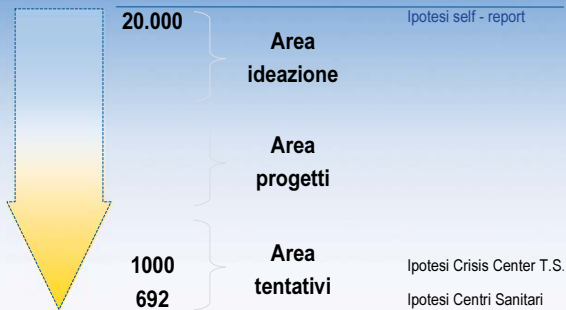 20.000 Ipotesi self - report
Area
ideazione
Area
progetti
Area
tentativi
1000 Ipotesi Crisis Center T.S.
692 Ipotesi Centri Sanitari